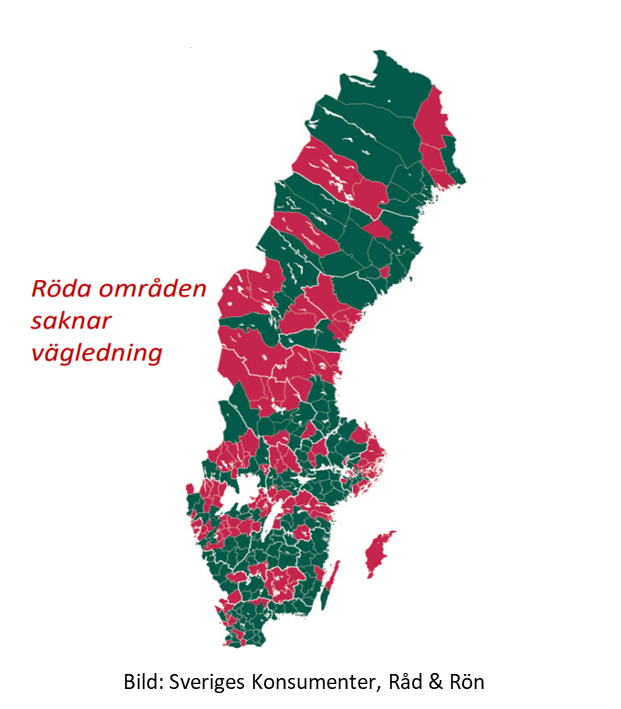 Röda områden
saknar
vägledning
Bild: Sveriges Konsumenter, Råd & Rön